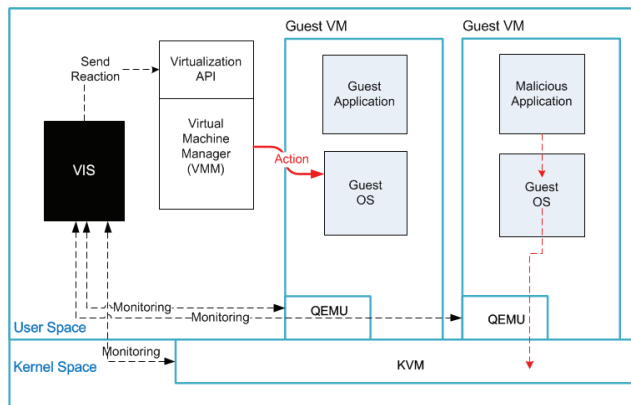 Guest VM
Guest VM
Send
Reaction
Virtualization
API
Guest
Application
Malicious
Application
VIS
Virtual
Machine
Manager
(VMM)
Action
Guest
OS
Guest
OS
Monitoring
QEMU
Monitoring
QEMU
User Space
Monitoring
Kernel Space
KVM